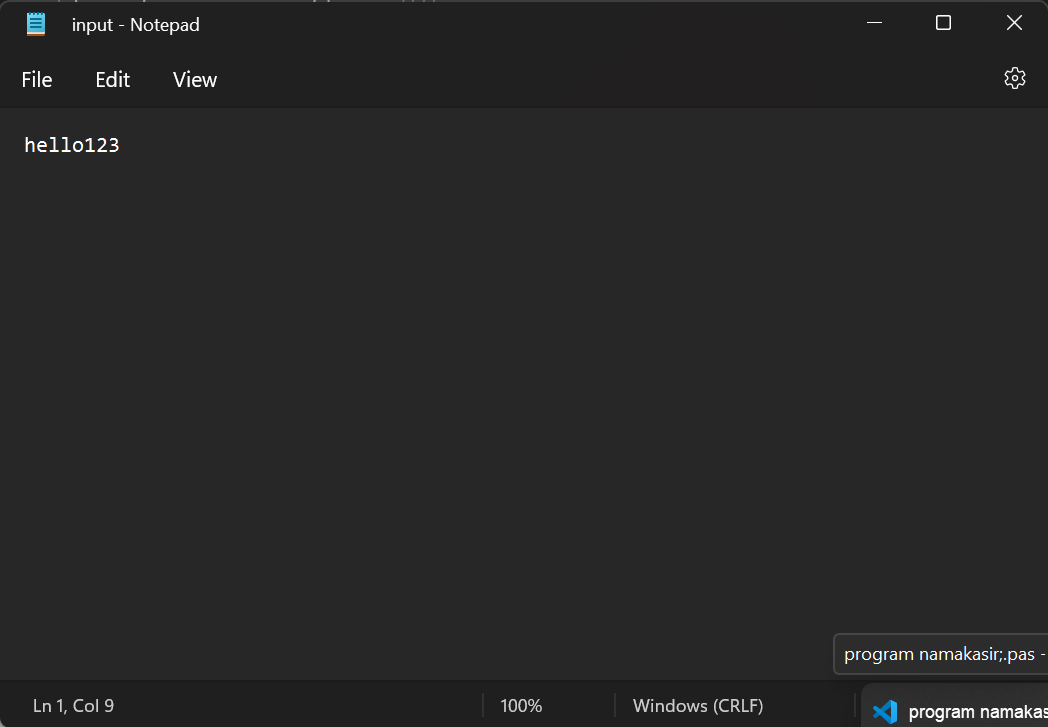 input - Notepad
File Edit View
hello123
program namakasir;.pas -
Ln 1, Col 9 100% Windows (CRLF)
program namakas